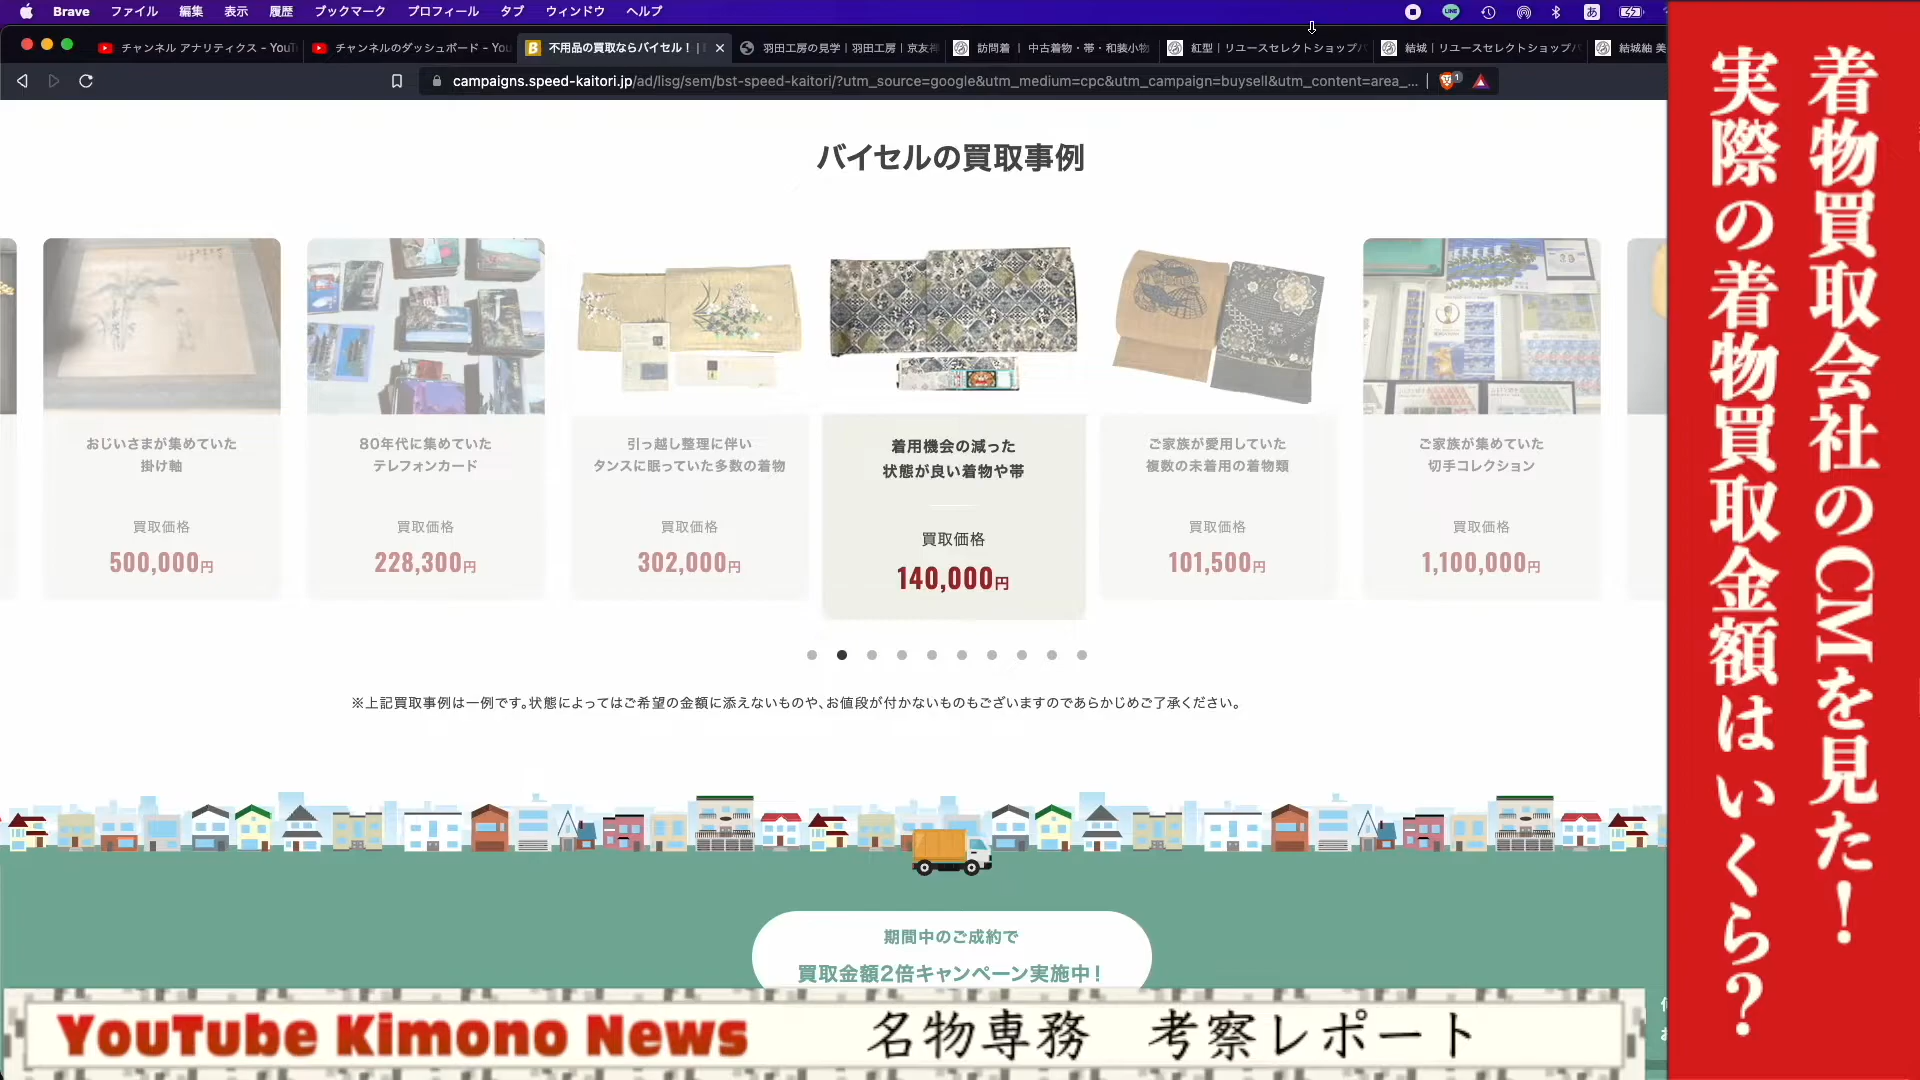 Brave ファイル 編集 表示 履歴 ブックマーク プロフィール タブ ウィンドウ ヘルプ
チャンネル アナリティクス - YouT
チャンネルのダッシュボード - You
不用品の買取ならバイセル！ |
羽田工房の見学 | 羽田工房 | 京友禅
訪問着 | 中古着物・帯・和装小物
紅型 | リユースセレクトショップバ
結城 | リユースセレクトショップバ
結城紬 美
campaigns.speed-kaitori.jp/ad/lisg/sem/bst-speed-kaitori/?utm_source=google&utm_medium=cpc&utm_campaign=buysell&utm_content=area_...
バイセルの買取事例
おじいさまが集めていた
掛け軸
買取価格
500,000円
80年代に集めていた
テレフォンカード
買取価格
228,300円
引っ越し整理に伴い
タンスに眠っていた多数の着物
買取価格
302,000円
着用機会の減った
状態が良い着物や帯
買取価格
140,000円
ご家族が愛用していた
複数の未着用の着物類
買取価格
101,500円
ご家族が集めていた
切手コレクション
買取価格
1,100,000円
※上記買取事例は一例です。状態によってはご希望の金額に添えないものや、お値段が付かないものもございますのであらかじめご了承ください。
期間中のご成約で
買取金額2倍キャンペーン実施中！
着物買取会社のCMを見た！
実際の着物買取金額は いくら？
YouTube Kimono News 名物専務 考察レポート